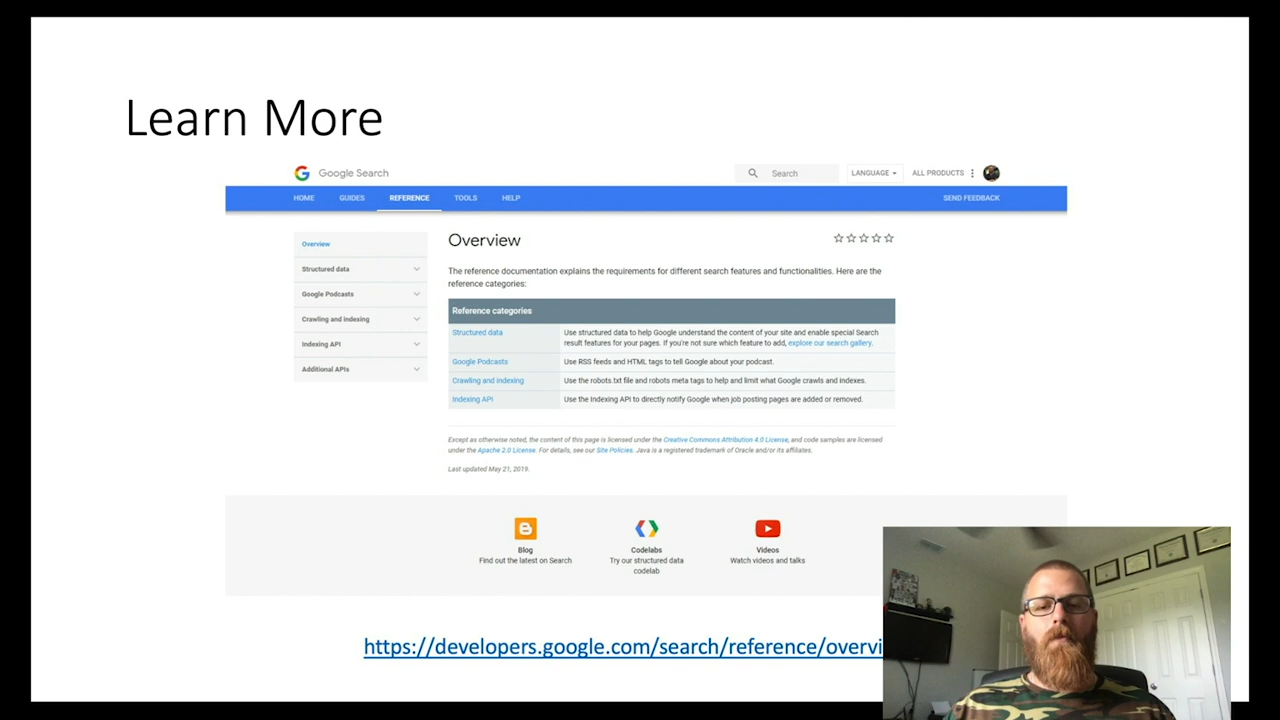 Learn More
Google Search
Search
LANGUAGE
ALL PRODUCTS
HOME
GUIDES
REFERENCE
TOOLS
HELP
SEND FEEDBACK
Overview
Structured data
Google Podcasts
Crawling and indexing
Indexing API
Additional APIs
Overview
The reference documentation explains the requirements for different search features and functionalities. Here are the
reference categories:
Reference categories
Structured data
Use structured data to help Google understand the content of your site and enable special Search
result features for your pages. If you're not sure which feature to add, explore our search gallery.
Google Podcasts
Use RSS feeds and HTML tags to tell Google about your podcast.
Crawling and indexing
Use the robots.txt file and robots meta tags to help and limit what Google crawls and indexes.
Indexing API
Use the Indexing API to directly notify Google when job posting pages are added or removed.
Except as otherwise noted, the content of this page is licensed under the Creative Commons Attribution 4.0 License, and code samples are licensed
under the Apache 2.0 License. For details, see our Site Policies. Java is a registered trademark of Oracle and/or its affiliates.
Last updated May 21, 2019.
Blog
Find out the latest on Search
Codelabs
Try our structured data
codelab
Videos
Watch videos and talks
https://developers.google.com/search/reference/overvi